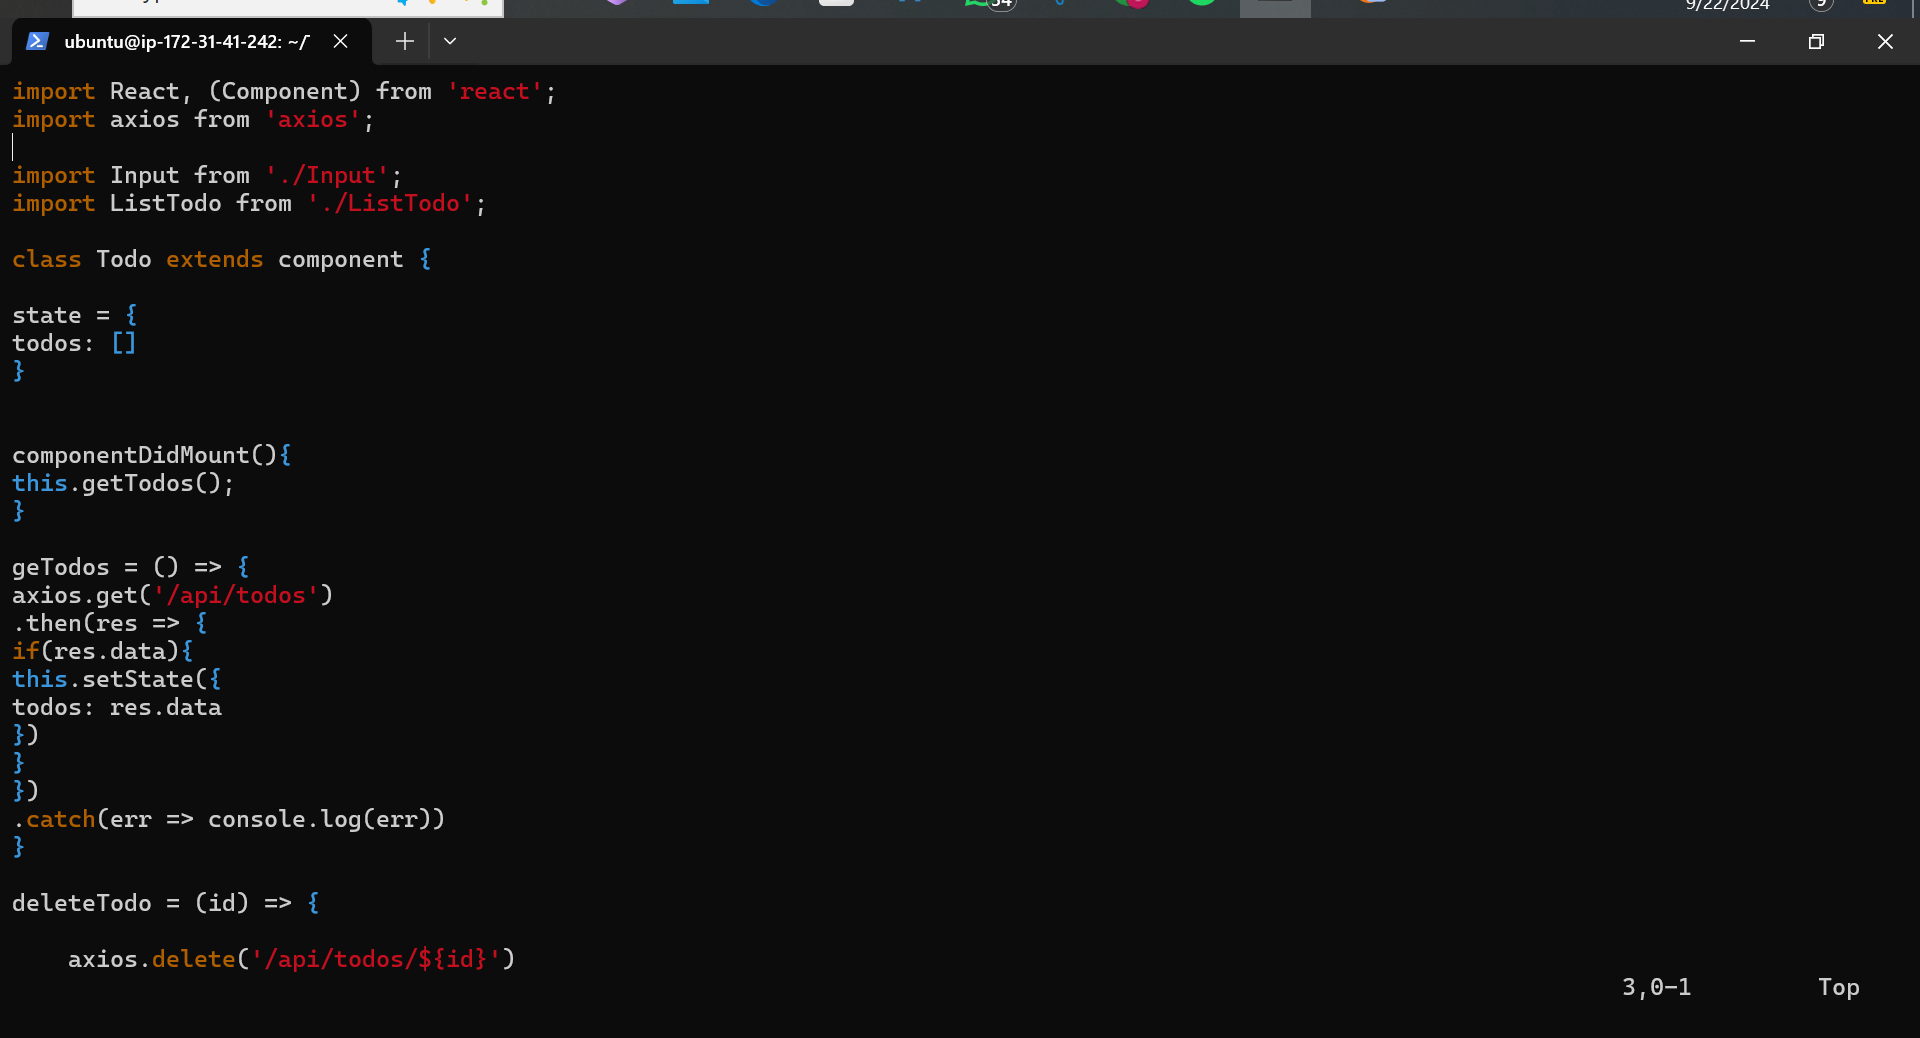 9/22/2024
ubuntu@ip-172-31-41-242: ~/
import React, (Component) from 'react';
import axios from 'axios';
import Input from './Input';
import ListTodo from './ListTodo';
class Todo extends component {
state = {
todos: []
}
componentDidMount(){
this.getTodos();
}
geTodos = () => {
axios.get('/api/todos')
.then(res => {
if(res.data){
this.setState({
todos: res.data
})
}
})
.catch(err => console.log(err))
}
deleteTodo = (id) => {
axios.delete('/api/todos/${id}')
3,0-1 Top